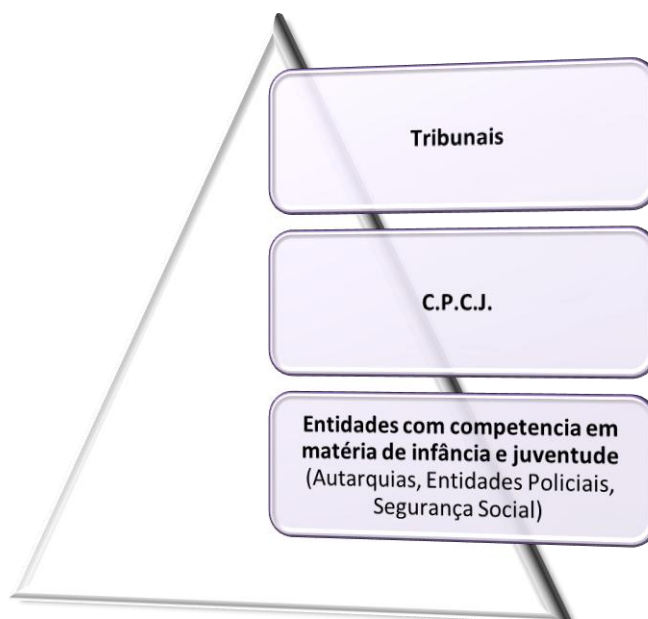 Tribunais
C.P.C.J.
Entidades com competencia em
matéria de infância e juventude
(Autarquias, Entidades Policiais,
Segurança Social)